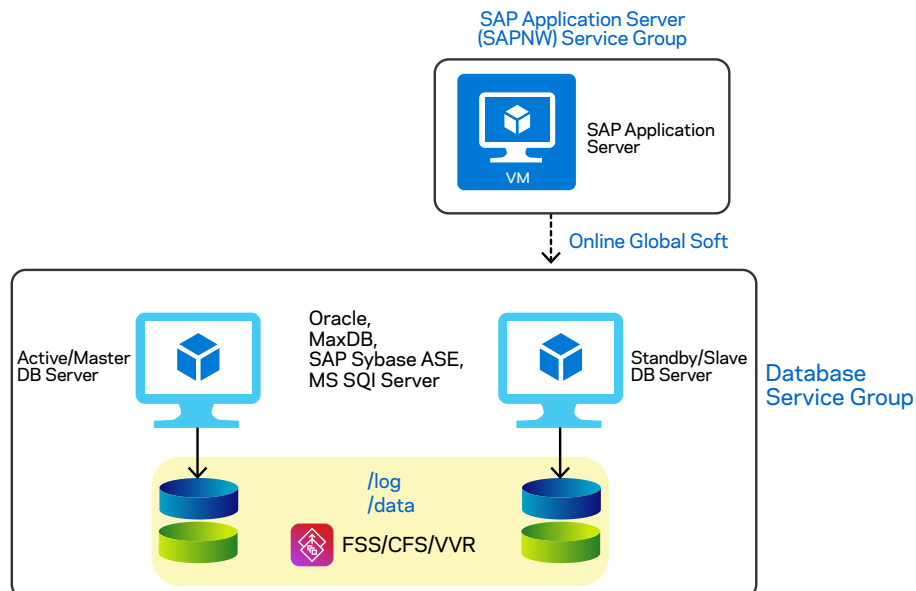 SAP Application Server
(SAPNW) Service Group
SAP Application
Server
VM
Online Global Soft
Oracle,
MaxDB,
SAP Sybase ASE,
MS SQI Server
Active/Master
DB Server
Standby/Slave
DB Server
Database
Service Group
/log
/data
FSS/CFS/VVR